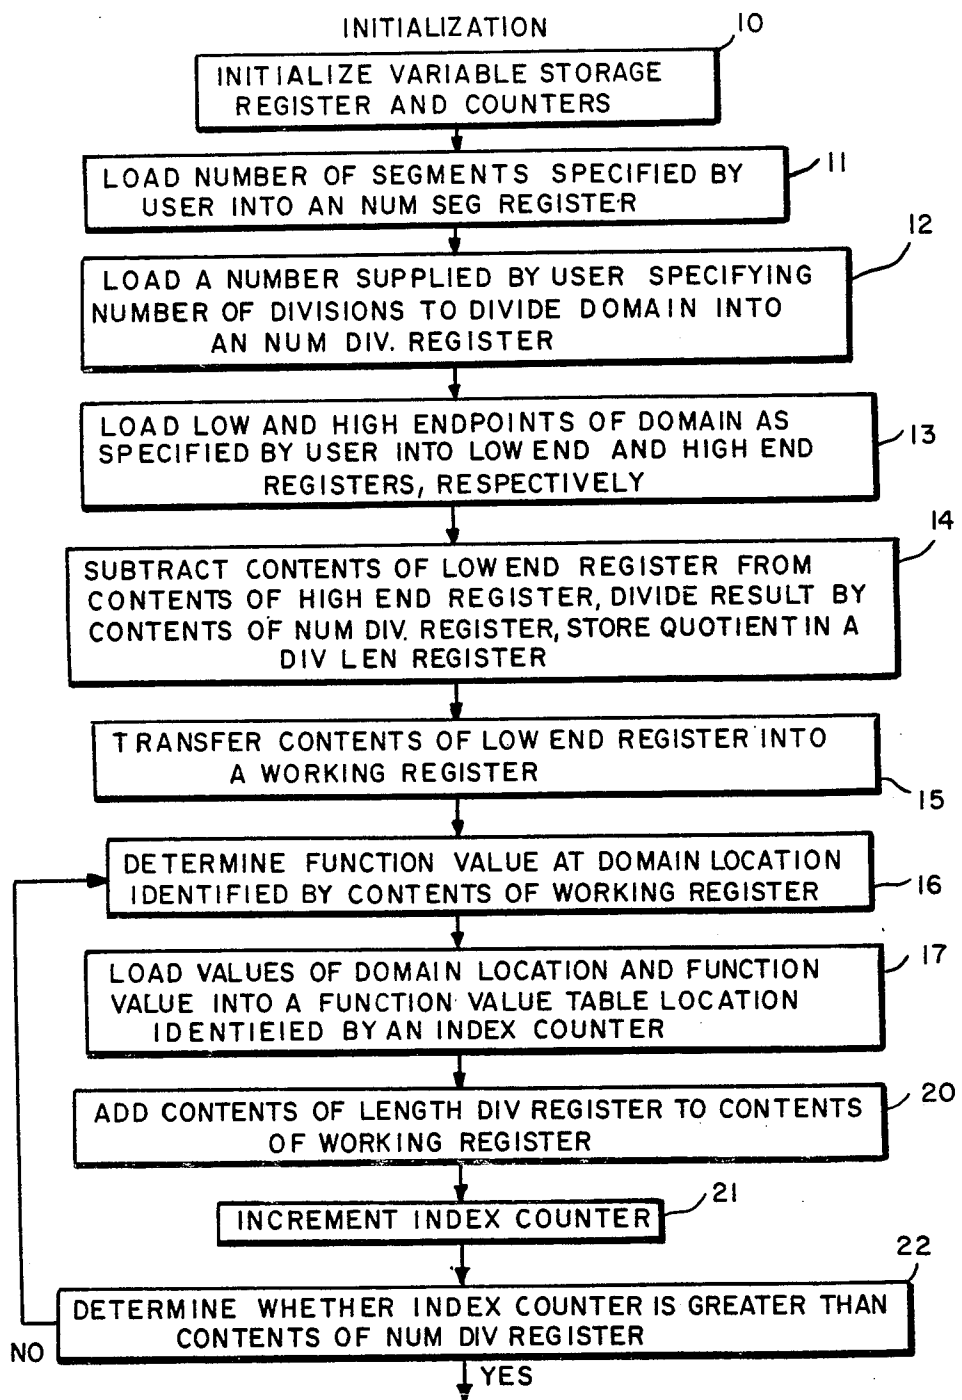 INITIALIZATION
10
INITIALIZE VARIABLE STORAGE
REGISTER AND COUNTERS
11
LOAD NUMBER OF SEGMENTS SPECIFIED BY
USER INTO AN NUM SEG REGISTER
12
LOAD A NUMBER SUPPLIED BY USER SPECIFYING
NUMBER OF DIVISIONS TO DIVIDE DOMAIN INTO
AN NUM DIV. REGISTER
13
LOAD LOW AND HIGH ENDPOINTS OF DOMAIN AS
SPECIFIED BY USER INTO LOW END AND HIGH END
REGISTERS, RESPECTIVELY
14
SUBTRACT CONTENTS OF LOW END REGISTER FROM
CONTENTS OF HIGH END REGISTER, DIVIDE RESULT BY
CONTENTS OF NUM DIV. REGISTER, STORE QUOTIENT IN A
DIV LEN REGISTER
TRANSFER CONTENTS OF LOW END REGISTER INTO
A WORKING REGISTER
15
DETERMINE FUNCTION VALUE AT DOMAIN LOCATION
IDENTIFIED BY CONTENTS OF WORKING REGISTER
16
17
LOAD VALUES OF DOMAIN LOCATION AND FUNCTION
VALUE INTO A FUNCTION VALUE TABLE LOCATION
IDENTIEIED BY AN INDEX COUNTER
20
ADD CONTENTS OF LENGTH DIV REGISTER TO CONTENTS
OF WORKING REGISTER
21
INCREMENT INDEX COUNTER
22
DETERMINE WHETHER INDEX COUNTER IS GREATER THAN
CONTENTS OF NUM DIV REGISTER
NO
YES